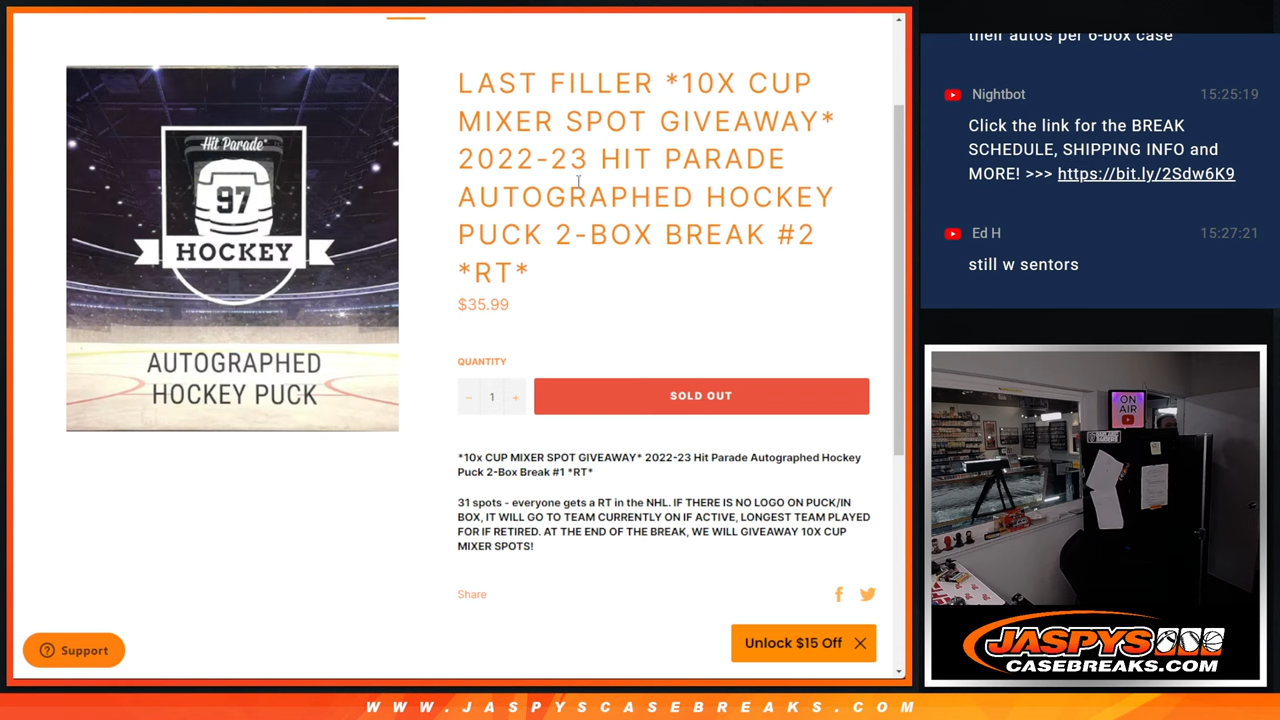 LAST FILLER *10X CUP
MIXER SPOT GIVEAWAY*
2022-23 HIT PARADE
AUTOGRAPHED HOCKEY
PUCK 2-BOX BREAK #2
*RT*
$35.99
QUANTITY
− 1 +
SOLD OUT
*10x CUP MIXER SPOT GIVEAWAY* 2022-23 Hit Parade Autographed Hockey
Puck 2-Box Break #1 *RT*
31 spots - everyone gets a RT in the NHL. IF THERE IS NO LOGO ON PUCK/IN
BOX, IT WILL GO TO TEAM CURRENTLY ON IF ACTIVE, LONGEST TEAM PLAYED
FOR IF RETIRED. AT THE END OF THE BREAK, WE WILL GIVEAWAY 10X CUP
MIXER SPOTS!
Share
Hit Parade
97
HOCKEY
AUTOGRAPHED
HOCKEY PUCK
Support
Unlock $15 Off
their autos per 6-box case
Nightbot 15:25:19
Click the link for the BREAK
SCHEDULE, SHIPPING INFO and
MORE! >>> https://bit.ly/2Sdw6K9
Ed H 15:27:21
still w sentors
ON
AIR
JASPYS
CASEBREAKS.COM
WWW.JASPYSCASEBREAKS.COM